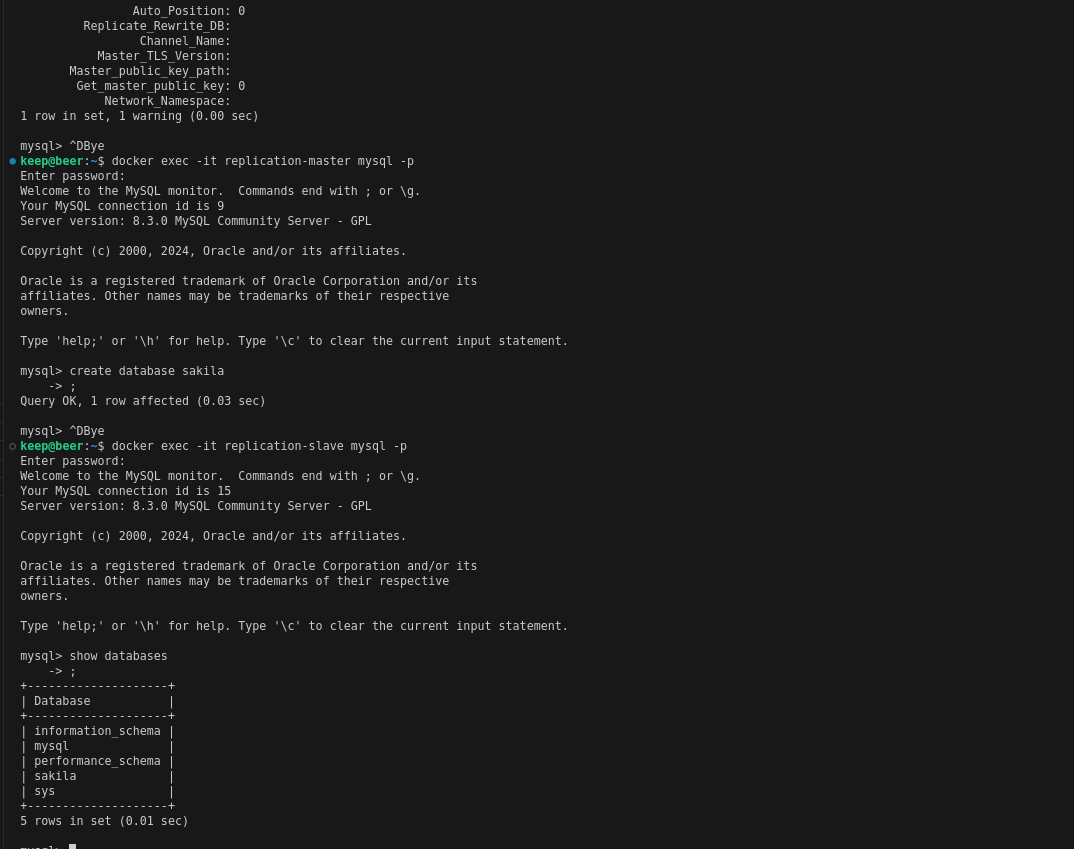 Auto_Position: 0
Replicate_Rewrite_DB:
Channel_Name:
Master_TLS_Version:
Master_public_key_path:
Get_master_public_key: 0
Network_Namespace:
1 row in set, 1 warning (0.00 sec)
mysql> ^DBye
keep@beer:~$ docker exec -it replication-master mysql -p
Enter password:
Welcome to the MySQL monitor.  Commands end with ; or \g.
Your MySQL connection id is 9
Server version: 8.3.0 MySQL Community Server - GPL
Copyright (c) 2000, 2024, Oracle and/or its affiliates.
Oracle is a registered trademark of Oracle Corporation and/or its
affiliates. Other names may be trademarks of their respective
owners.
Type 'help;' or '\h' for help. Type '\c' to clear the current input statement.
mysql> create database sakila
    -> ;
Query OK, 1 row affected (0.03 sec)
mysql> ^DBye
keep@beer:~$ docker exec -it replication-slave mysql -p
Enter password:
Welcome to the MySQL monitor.  Commands end with ; or \g.
Your MySQL connection id is 15
Server version: 8.3.0 MySQL Community Server - GPL
Copyright (c) 2000, 2024, Oracle and/or its affiliates.
Oracle is a registered trademark of Oracle Corporation and/or its
affiliates. Other names may be trademarks of their respective
owners.
Type 'help;' or '\h' for help. Type '\c' to clear the current input statement.
mysql> show databases
    -> ;
+--------------------+
| Database           |
+--------------------+
| information_schema |
| mysql              |
| performance_schema |
| sakila             |
| sys                |
+--------------------+
5 rows in set (0.01 sec)
mysql>